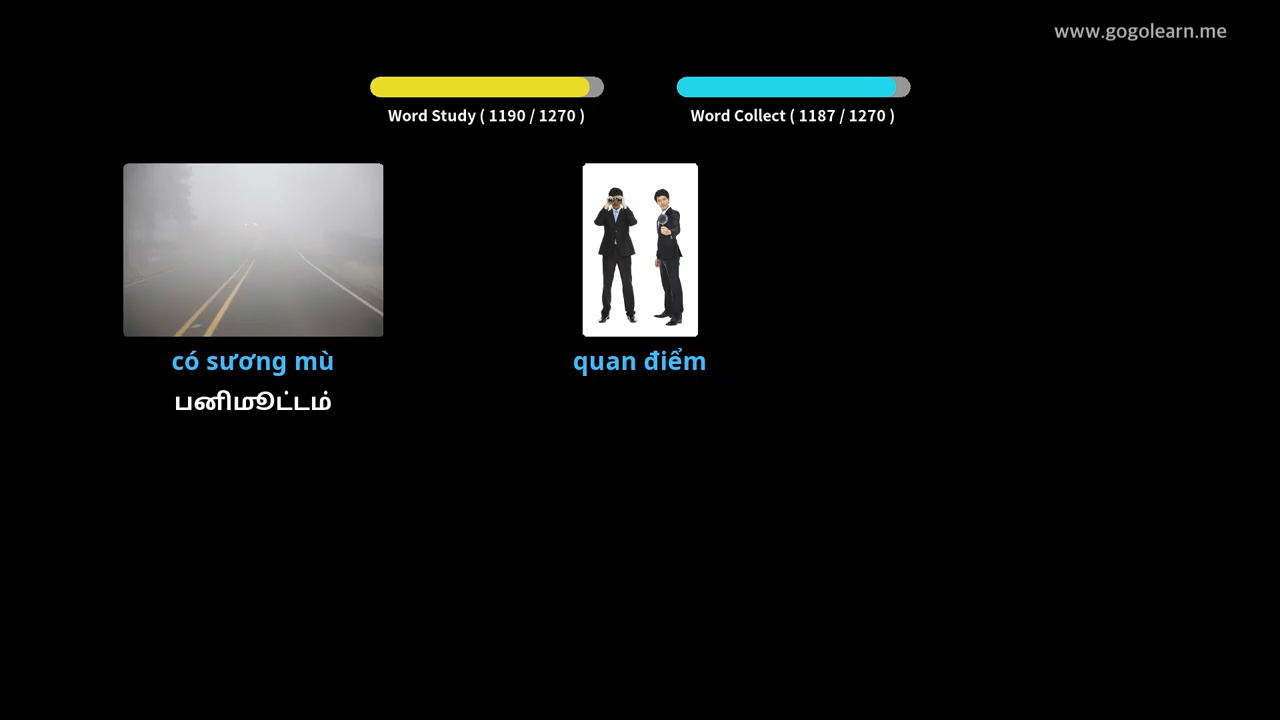 www.gogolearn.me
Word Study ( 1190 / 1270 )
Word Collect ( 1187 / 1270 )
có sương mù
quan điểm
பனிமூட்டம்